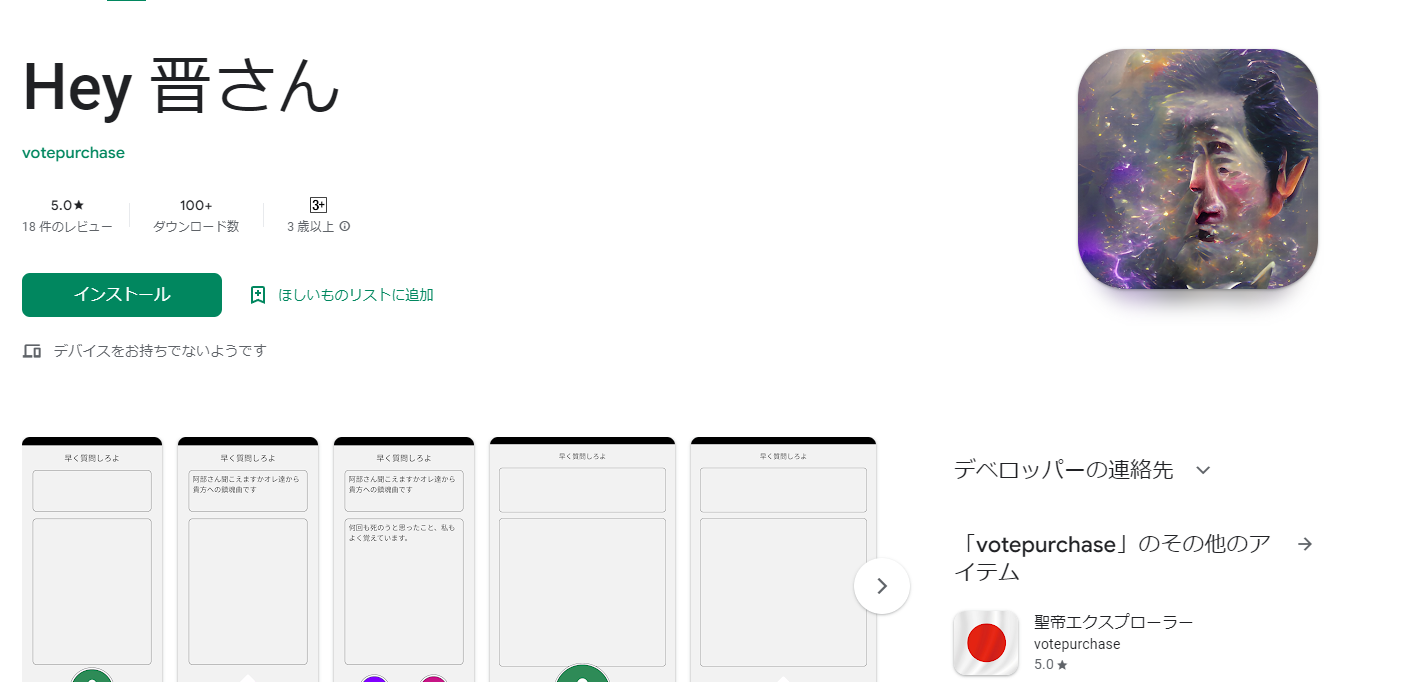 Hey 晋さん
votepurchase
5.0★
18 件のレビュー
100+
ダウンロード数
3+
3 歳以上
インストール
ほしいものリストに追加
デバイスをお持ちでないようです
早く質問しろよ
早く質問しろよ
阿部さん聞こえますかオレ達から
貴方への鎮魂曲です
早く質問しろよ
阿部さん聞こえますかオレ達から
貴方への鎮魂曲です
何回も死のうと思ったこと、私も
よく覚えています。
早く質問しろよ
早く質問しろよ
デベロッパーの連絡先
「votepurchase」のその他のア
イテム
聖帝エクスプローラー
votepurchase
5.0 ★